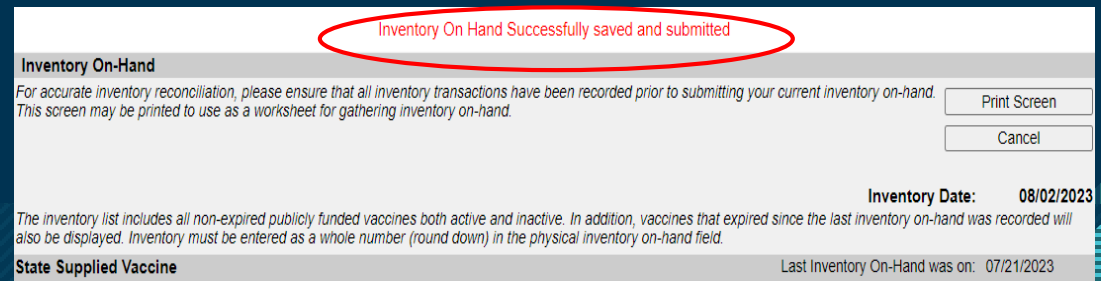 Inventory On Hand Successfully saved and submitted
Inventory On-Hand
For accurate inventory reconciliation, please ensure that all inventory transactions have been recorded prior to submitting your current inventory on-hand.
This screen may be printed to use as a worksheet for gathering inventory on-hand.
Print Screen
Cancel
Inventory Date: 08/02/2023
The inventory list includes all non-expired publicly funded vaccines both active and inactive. In addition, vaccines that expired since the last inventory on-hand was recorded will
also be displayed. Inventory must be entered as a whole number (round down) in the physical inventory on-hand field.
State Supplied Vaccine Last Inventory On-Hand was on: 07/21/2023